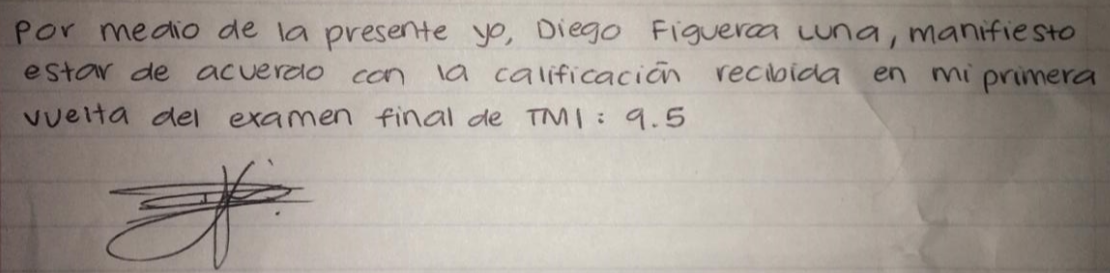 Por medio de la presente yo, Diego Figueroa Luna, manifiesto
estar de acuerdo con la calificación recibida en mi primera
vuelta del examen final de TMI: 9.5